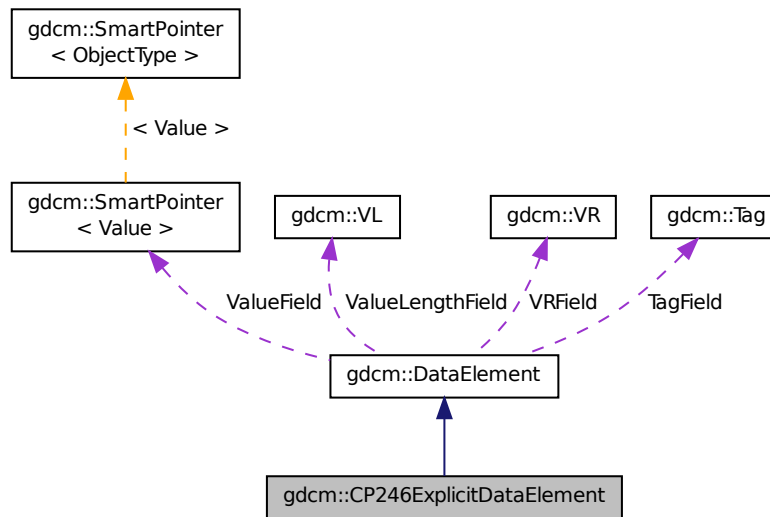 gdcm::SmartPointer
< ObjectType >
< Value >
gdcm::SmartPointer
< Value >
gdcm::VL
gdcm::VR
gdcm::Tag
ValueField
ValueLengthField
VRField
TagField
gdcm::DataElement
gdcm::CP246ExplicitDataElement